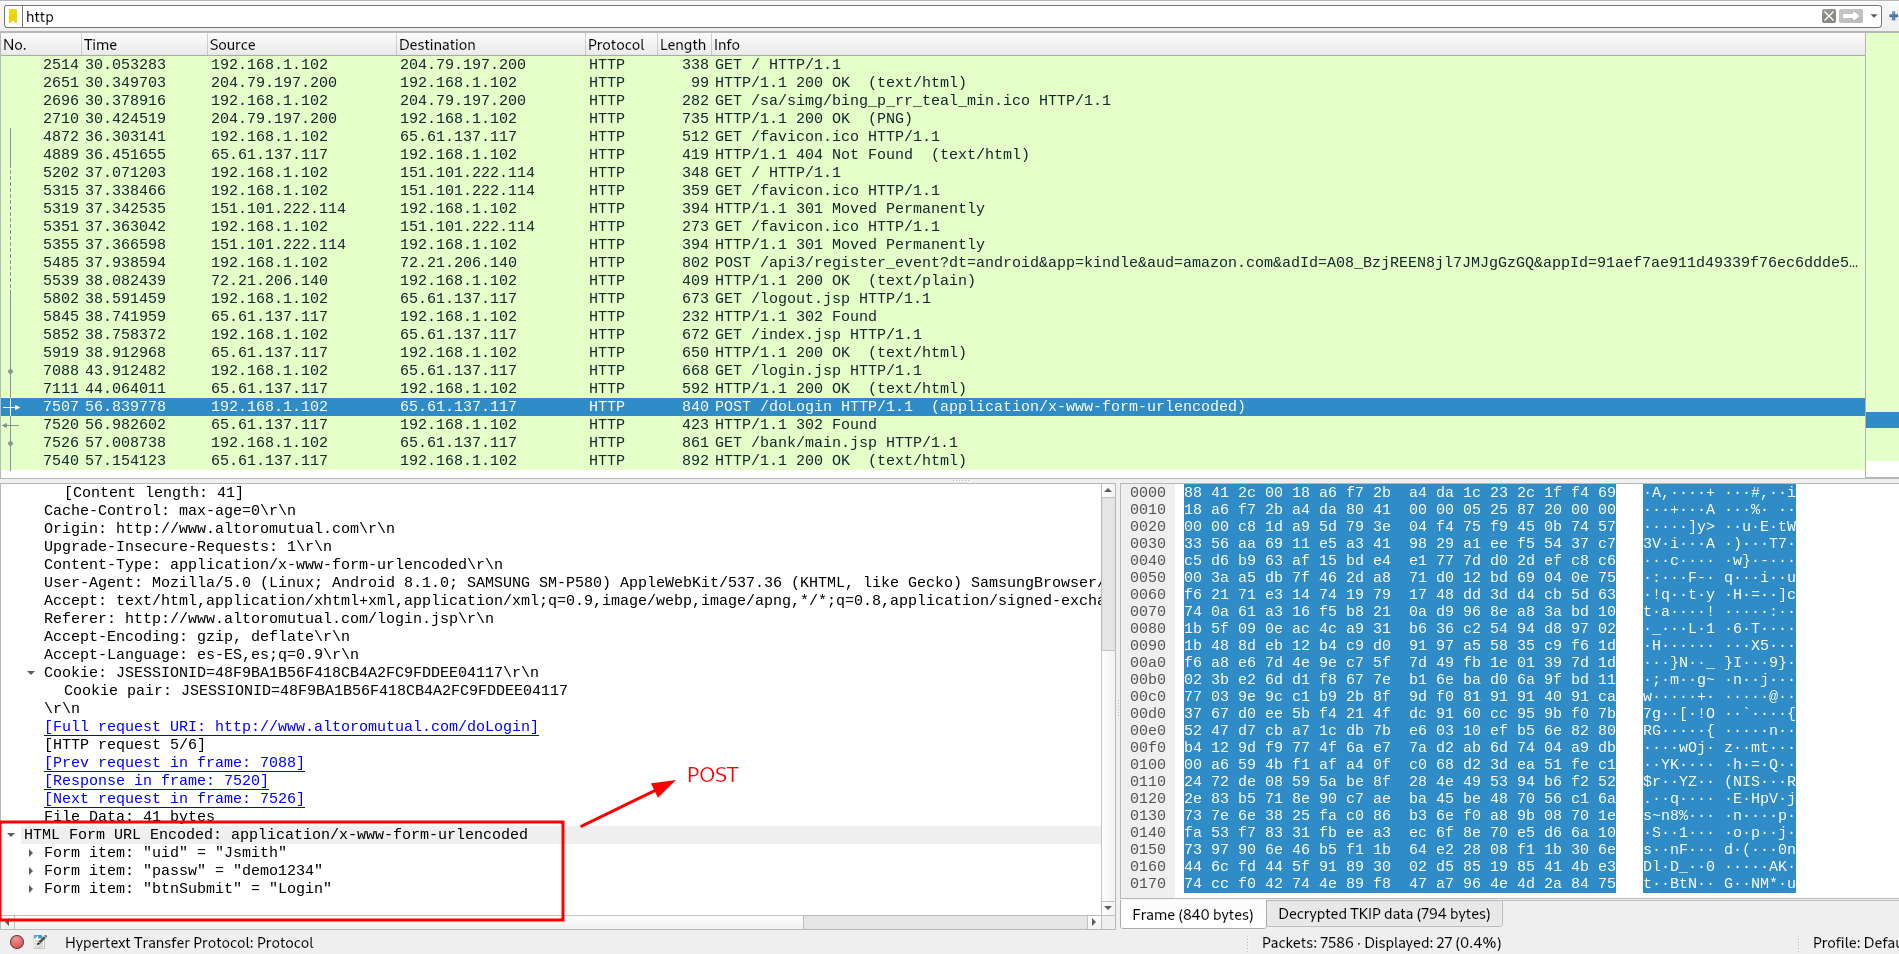 http
No. Time Source Destination Protocol Length Info
2514 30.053283 192.168.1.102 204.79.197.200 HTTP 338 GET / HTTP/1.1
2651 30.349703 204.79.197.200 192.168.1.102 HTTP 99 HTTP/1.1 200 OK (text/html)
2696 30.378916 192.168.1.102 204.79.197.200 HTTP 282 GET /sa/simg/bing_p_rr_teal_min.ico HTTP/1.1
2710 30.424519 204.79.197.200 192.168.1.102 HTTP 735 HTTP/1.1 200 OK (PNG)
4872 36.303141 192.168.1.102 65.61.137.117 HTTP 512 GET /favicon.ico HTTP/1.1
4889 36.451655 65.61.137.117 192.168.1.102 HTTP 419 HTTP/1.1 404 Not Found (text/html)
5202 37.071203 192.168.1.102 151.101.222.114 HTTP 348 GET / HTTP/1.1
5315 37.338466 192.168.1.102 151.101.222.114 HTTP 359 GET /favicon.ico HTTP/1.1
5319 37.342535 151.101.222.114 192.168.1.102 HTTP 394 HTTP/1.1 301 Moved Permanently
5351 37.363042 192.168.1.102 151.101.222.114 HTTP 273 GET /favicon.ico HTTP/1.1
5355 37.366598 151.101.222.114 192.168.1.102 HTTP 394 HTTP/1.1 301 Moved Permanently
5485 37.938594 192.168.1.102 72.21.206.140 HTTP 802 POST /api3/register_event?dt=android&app=kindle&aud=amazon.com&adId=A08_BzjREEN8jl7JMJgGzGQ&appId=91aef7ae911d49339f76ec6ddde5…
5539 38.082439 72.21.206.140 192.168.1.102 HTTP 409 HTTP/1.1 200 OK (text/plain)
5802 38.591459 192.168.1.102 65.61.137.117 HTTP 673 GET /logout.jsp HTTP/1.1
5845 38.741959 65.61.137.117 192.168.1.102 HTTP 232 HTTP/1.1 302 Found
5852 38.758372 192.168.1.102 65.61.137.117 HTTP 672 GET /index.jsp HTTP/1.1
5919 38.912968 65.61.137.117 192.168.1.102 HTTP 650 HTTP/1.1 200 OK (text/html)
7088 43.912482 192.168.1.102 65.61.137.117 HTTP 668 GET /login.jsp HTTP/1.1
7111 44.064011 65.61.137.117 192.168.1.102 HTTP 592 HTTP/1.1 200 OK (text/html)
7507 56.839778 192.168.1.102 65.61.137.117 HTTP 840 POST /doLogin HTTP/1.1 (application/x-www-form-urlencoded)
7520 56.982602 65.61.137.117 192.168.1.102 HTTP 423 HTTP/1.1 302 Found
7526 57.008738 192.168.1.102 65.61.137.117 HTTP 861 GET /bank/main.jsp HTTP/1.1
7540 57.154123 65.61.137.117 192.168.1.102 HTTP 892 HTTP/1.1 200 OK (text/html)
[Content length: 41]
Cache-Control: max-age=0\r\n
Origin: http://www.altoromutual.com\r\n
Upgrade-Insecure-Requests: 1\r\n
Content-Type: application/x-www-form-urlencoded\r\n
User-Agent: Mozilla/5.0 (Linux; Android 8.1.0; SAMSUNG SM-P580) AppleWebKit/537.36 (KHTML, like Gecko) SamsungBrowser/
Accept: text/html,application/xhtml+xml,application/xml;q=0.9,image/webp,image/apng,*/*;q=0.8,application/signed-excha
Referer: http://www.altoromutual.com/login.jsp\r\n
Accept-Encoding: gzip, deflate\r\n
Accept-Language: es-ES,es;q=0.9\r\n
Cookie: JSESSIONID=48F9BA1B56F418CB4A2FC9FDDEE04117\r\n
Cookie pair: JSESSIONID=48F9BA1B56F418CB4A2FC9FDDEE04117
\r\n
[Full request URI: http://www.altoromutual.com/doLogin]
[HTTP request 5/6]
[Prev request in frame: 7088]
[Response in frame: 7520]
[Next request in frame: 7526]
File Data: 41 bytes
HTML Form URL Encoded: application/x-www-form-urlencoded
Form item: "uid" = "Jsmith"
Form item: "passw" = "demo1234"
Form item: "btnSubmit" = "Login"
POST
0000 88 41 2c 00 18 a6 f7 2b a4 da 1c 23 2c 1f f4 69 ·A,····+ ···#,··i
0010 18 a6 f7 2b a4 da 80 41 00 00 05 25 87 20 00 00 ···+···A ···%· ··
0020 00 00 c8 1d a9 5d 79 3e 04 f4 75 f9 45 0b 74 57 ·····]y> ··u·E·tW
0030 33 56 aa 69 11 e5 a3 41 98 29 a1 ee f5 54 37 c7 3V·i···A ·)···T7·
0040 c5 d6 b9 63 af 15 bd e4 e1 77 7d d0 2d ef c8 c6 ···c···· ·w}·-···
0050 00 3a a5 db 7f 46 2d a8 71 d0 12 bd 69 04 0e 75 ·:···F-· q···i··u
0060 f6 21 71 e3 14 74 19 79 17 48 dd 3d d4 cb 5d 63 ·!q··t·y ·H·=··]c
0070 74 0a 61 a3 16 f5 b8 21 0a d9 96 8e a8 3a bd 10 t·a····! ·····:··
0080 1b 5f 09 0e ac 4c a9 31 b6 36 c2 54 94 d8 97 02 ·_···L·1 ·6·T····
0090 1b 48 8d eb 12 b4 c9 d0 91 97 a5 58 35 c9 f6 1d ·H······ ···X5···
00a0 f6 a8 e6 7d 4e 9e c7 5f 7d 49 fb 1e 01 39 7d 1d ···}N··_ }I···9}·
00b0 02 3b e2 6d d1 f8 67 7e b1 6e ba d0 6a 9f bd 11 ·;·m··g~ ·n··j···
00c0 77 03 9e 9c c1 b9 2b 8f 9d f0 81 91 91 40 91 ca w·····+· ·····@··
00d0 37 67 d0 ee 5b f4 21 4f dc 91 60 cc 95 9b f0 7b 7g··[·!O ··`····{
00e0 52 47 d7 cb a7 1c db 7b e6 03 10 ef b5 6e 82 80 RG·····{ ·····n··
00f0 b4 12 9d f9 77 4f 6a e7 7a d2 ab 6d 74 04 a9 db ····wOj· z··mt···
0100 00 a6 59 4b f1 af a4 0f c0 68 d2 3d ea 51 fe c1 ··YK···· ·h·=·Q··
0110 24 72 de 08 59 5a be 8f 28 4e 49 53 94 b6 f2 52 $r··YZ·· (NIS···R
0120 2e 83 b5 71 8e 90 c7 ae ba 45 be 48 70 56 c1 6a .··q···· ·E·HpV·j
0130 73 7e 6e 38 25 fa c0 86 b3 6e f0 a8 9b 08 70 1e s~n8%··· ·n····p·
0140 fa 53 f7 83 31 fb ee a3 ec 6f 8e 70 e5 d6 6a 10 ·S··1··· ·o·p··j·
0150 73 97 90 6e 46 b5 f1 1b 64 e2 28 08 f1 1b 30 6e s··nF··· d·(···0n
0160 44 6c fd 44 5f 91 89 30 02 d5 85 19 85 41 4b e3 Dl·D_··0 ·····AK·
0170 74 cc f0 42 74 4e 89 f8 47 a7 96 4e 4d 2a 84 75 t··BtN·· G··NM*·u
Frame (840 bytes) Decrypted TKIP data (794 bytes)
Hypertext Transfer Protocol: Protocol Packets: 7586 · Displayed: 27 (0.4%) Profile: Defau